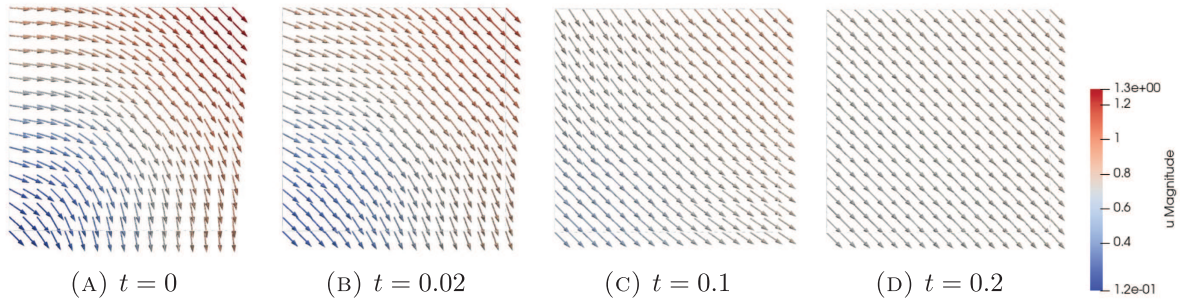 1.3e+00
1.2
1
0.8
0.6
0.4
1.2e-01
u Magnitude
(A) t = 0
(B) t = 0.02
(C) t = 0.1
(D) t = 0.2